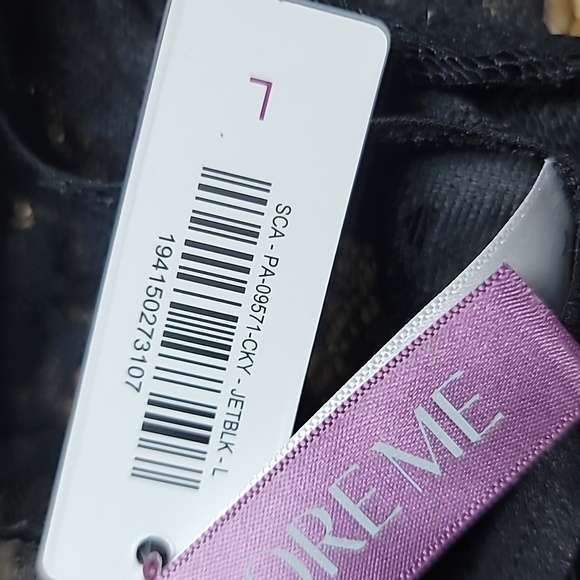 L
SCA - PA-09571-CKY - JETBLK - L
194150273107
ORE ME